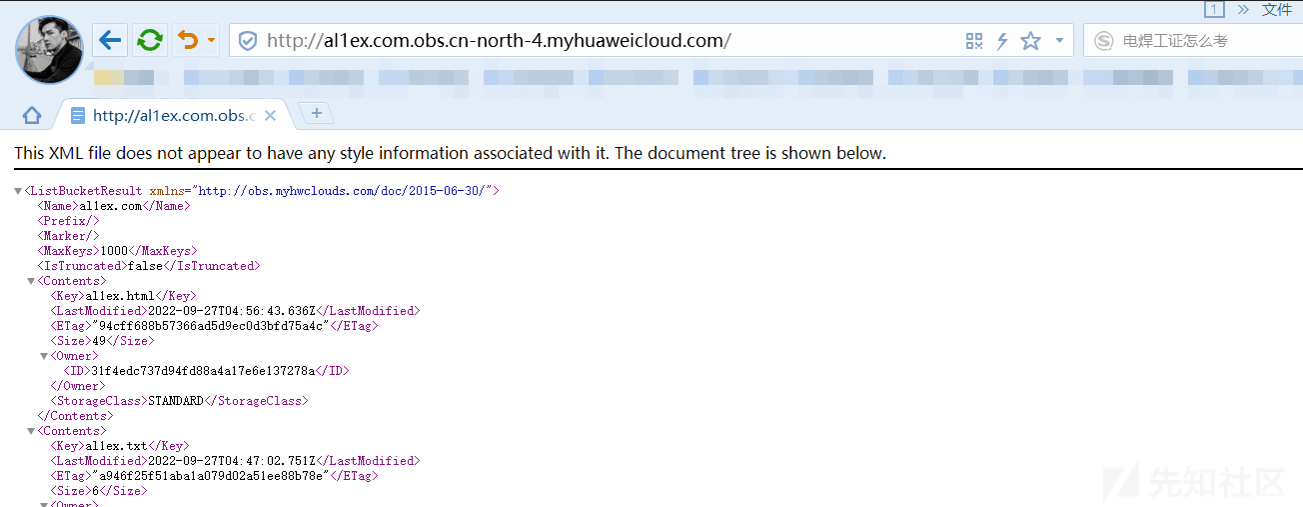 1 » 文件
http://al1ex.com.obs.cn-north-4.myhuaweicloud.com/ 电焊工证怎么考
http://al1ex.com.obs.c
This XML file does not appear to have any style information associated with it. The document tree is shown below.
▼<ListBucketResult xmlns="http://obs.myhwclouds.com/doc/2015-06-30/">
<Name>al1ex.com</Name>
<Prefix/>
<Marker/>
<MaxKeys>1000</MaxKeys>
<IsTruncated>false</IsTruncated>
▼<Contents>
<Key>al1ex.html</Key>
<LastModified>2022-09-27T04:56:43.636Z</LastModified>
<ETag>"94cff688b57366ad5d9ec0d3bfd75a4c"</ETag>
<Size>49</Size>
▼<Owner>
<ID>31f4edc737d94fd88a4a17e6e137278a</ID>
</Owner>
<StorageClass>STANDARD</StorageClass>
</Contents>
▼<Contents>
<Key>al1ex.txt</Key>
<LastModified>2022-09-27T04:47:02.751Z</LastModified>
<ETag>"a946f25f51aba1a079d02a51ee88b78e"</ETag>
<Size>6</Size>
▼<Owner>
先知社区